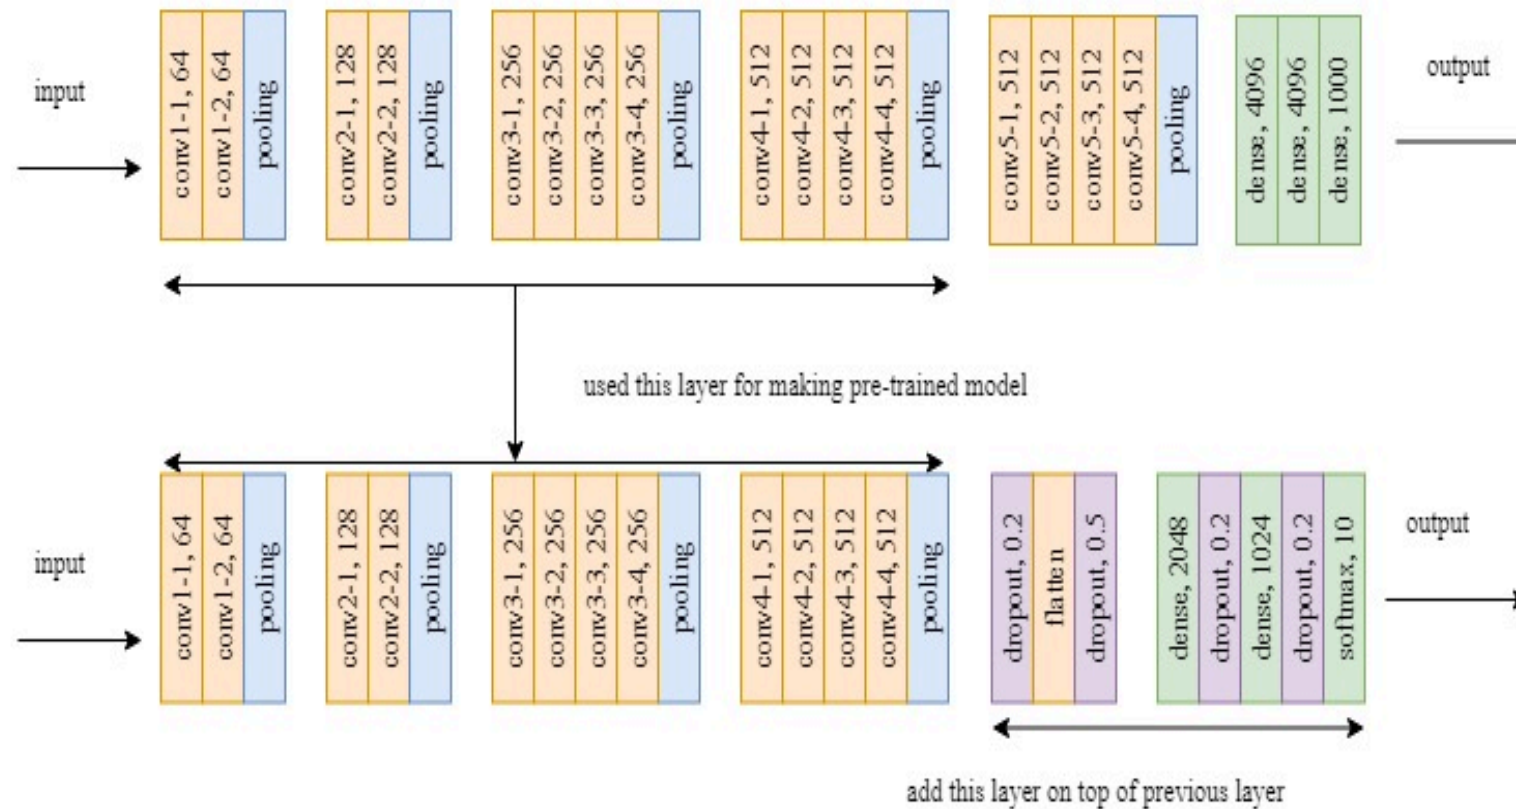 input
conv1-1, 64
conv1-2, 64
pooling
conv2-1, 128
conv2-2, 128
pooling
conv3-1, 256
conv3-2, 256
conv3-3, 256
conv3-4, 256
pooling
conv4-1, 512
conv4-2, 512
conv4-3, 512
conv4-4, 512
pooling
conv5-1, 512
conv5-2, 512
conv5-3, 512
conv5-4, 512
pooling
dense, 4096
dense, 4096
dense, 1000
output
used this layer for making pre-trained model
input
conv1-1, 64
conv1-2, 64
pooling
conv2-1, 128
conv2-2, 128
pooling
conv3-1, 256
conv3-2, 256
conv3-3, 256
conv3-4, 256
pooling
conv4-1, 512
conv4-2, 512
conv4-3, 512
conv4-4, 512
pooling
dropout, 0.2
flatten
dropout, 0.5
dense, 2048
dropout, 0.2
dense, 1024
dropout, 0.2
softmax, 10
output
add this layer on top of previous layer